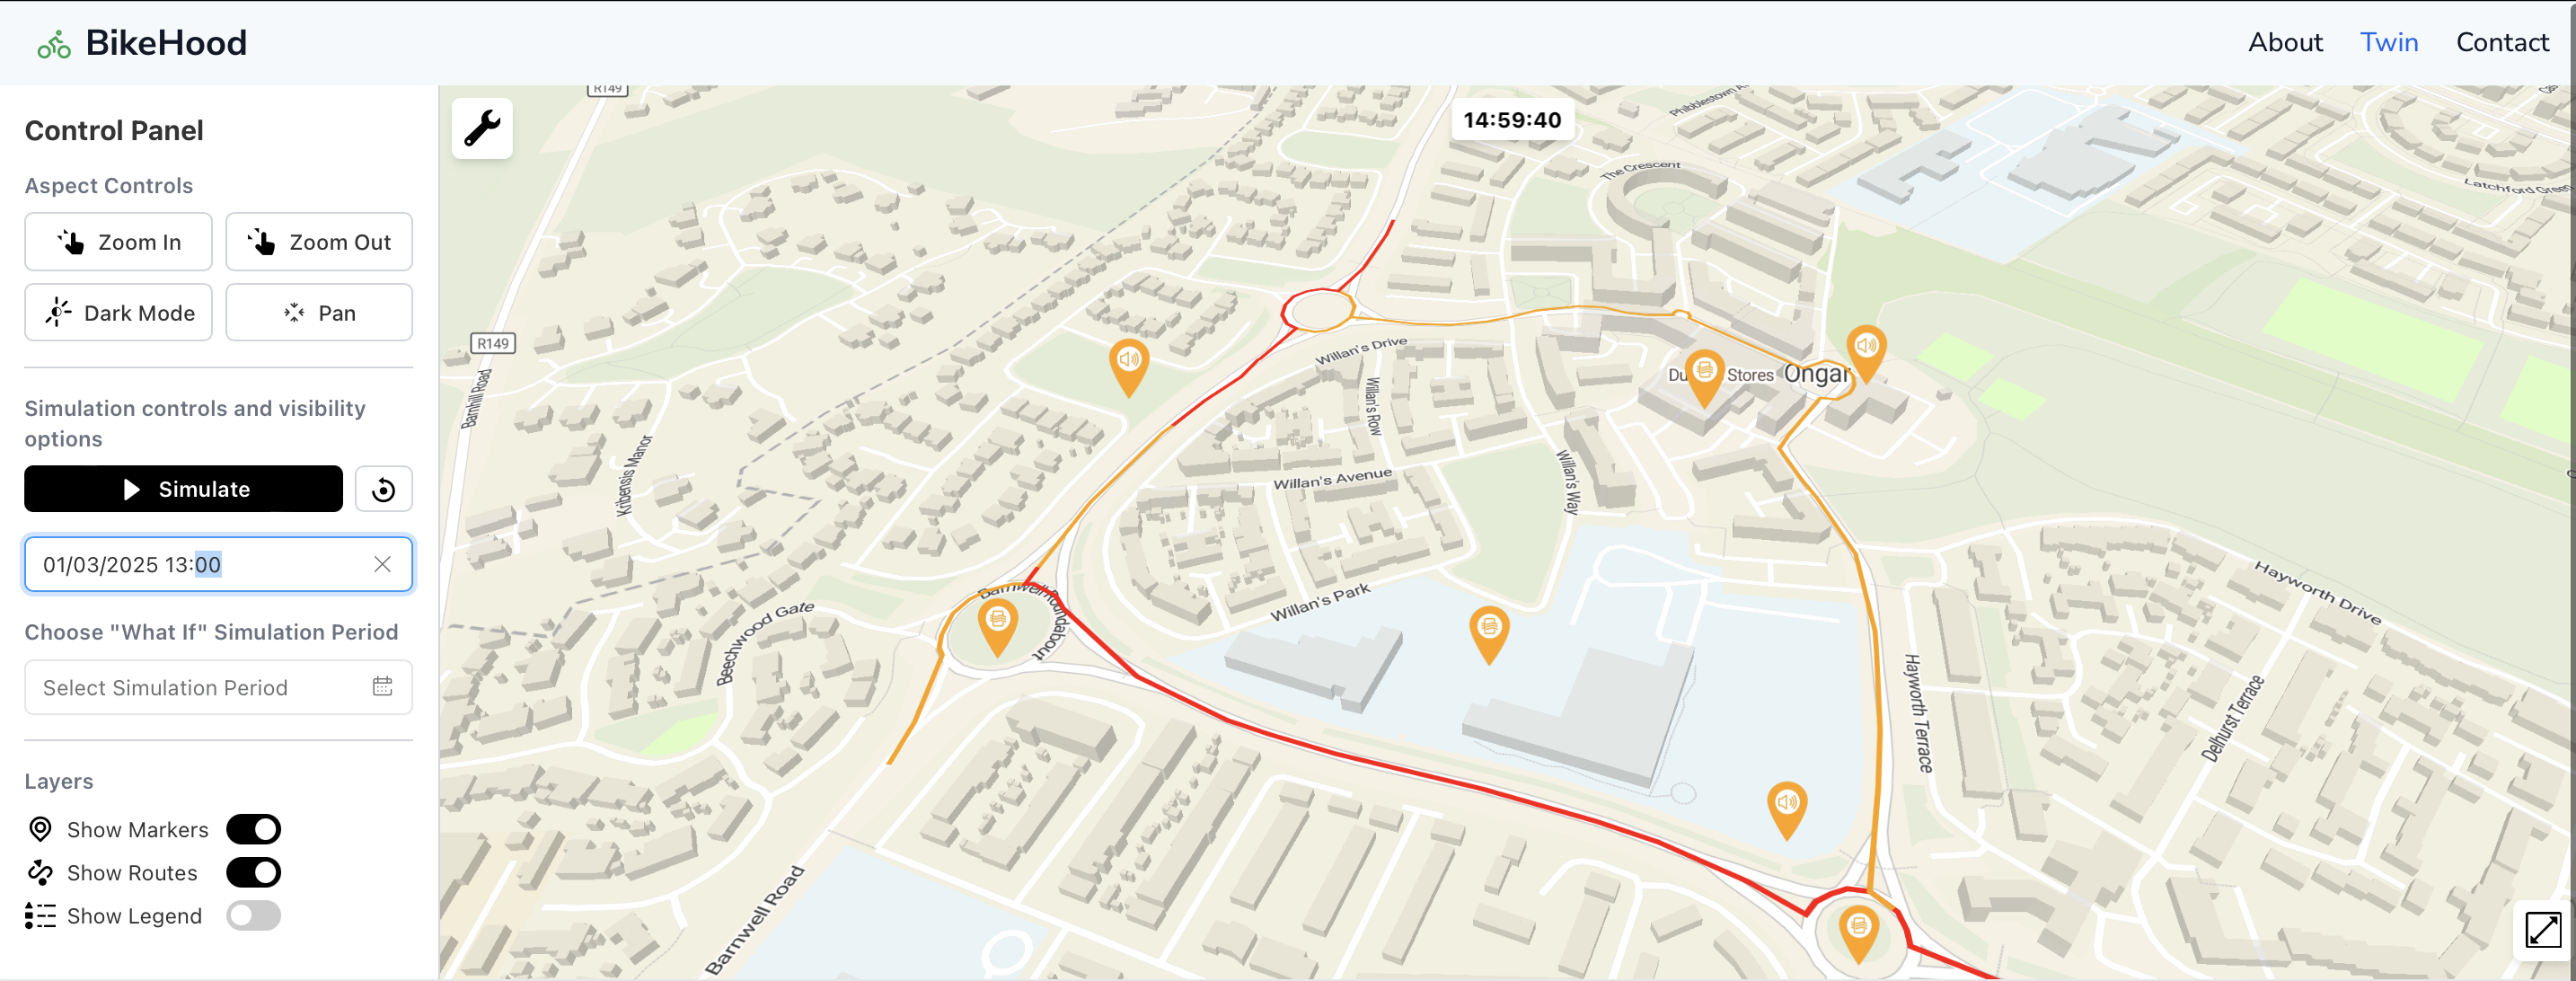 BikeHood
About
Twin
Contact
Control Panel
Aspect Controls
Zoom In
Zoom Out
Dark Mode
Pan
Simulation controls and visibility
options
Simulate
01/03/2025 13:00
Choose "What If" Simulation Period
Select Simulation Period
Layers
Show Markers
Show Routes
Show Legend
R149
14:59:40
The Crescent
Latchford Green
R149
Barnhill Road
Willan's Drive
Willan's Row
Stores
Ongar
Kribensis Manor
Willan's Avenue
Willan's Way
Willan's Park
Barnwell Roundabout
Beechwood Gate
Hayworth Drive
Hayworth Terrace
Delhurst Terrace
Barnwell Road